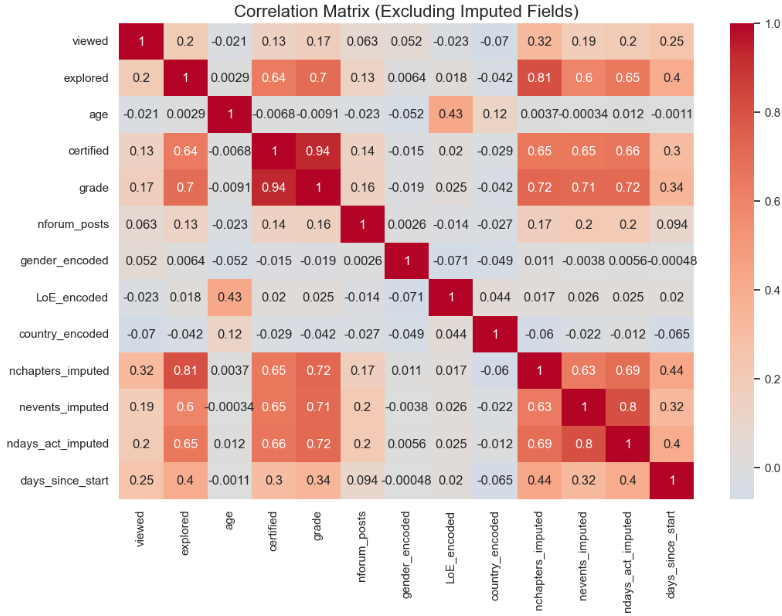 Correlation Matrix (Excluding Imputed Fields)
viewed 1 0.2 -0.021 0.13 0.17 0.063 0.052 -0.023 -0.07 0.32 0.19 0.2 0.25
explored 0.2 1 0.0029 0.64 0.7 0.13 0.0064 0.018 -0.042 0.81 0.6 0.65 0.4
age -0.021 0.0029 1 -0.0068 -0.0091 -0.023 -0.052 0.43 0.12 0.0037 -0.00034 0.012 -0.0011
certified 0.13 0.64 -0.0068 1 0.94 0.14 -0.015 0.02 -0.029 0.65 0.65 0.66 0.3
grade 0.17 0.7 -0.0091 0.94 1 0.16 -0.019 0.025 -0.042 0.72 0.71 0.72 0.34
nforum_posts 0.063 0.13 -0.023 0.14 0.16 1 0.0026 -0.014 -0.027 0.17 0.2 0.2 0.094
gender_encoded 0.052 0.0064 -0.052 -0.015 -0.019 0.0026 1 -0.071 -0.049 0.011 -0.0038 0.0056 -0.00048
LoE_encoded -0.023 0.018 0.43 0.02 0.025 -0.014 -0.071 1 0.044 0.017 0.026 0.025 0.02
country_encoded -0.07 -0.042 0.12 -0.029 -0.042 -0.027 -0.049 0.044 1 -0.06 -0.022 -0.012 -0.065
nchapters_imputed 0.32 0.81 0.0037 0.65 0.72 0.17 0.011 0.017 -0.06 1 0.63 0.69 0.44
nevents_imputed 0.19 0.6 -0.00034 0.65 0.71 0.2 -0.0038 0.026 -0.022 0.63 1 0.8 0.32
ndays_act_imputed 0.2 0.65 0.012 0.66 0.72 0.2 0.0056 0.025 -0.012 0.69 0.8 1 0.4
days_since_start 0.25 0.4 -0.0011 0.3 0.34 0.094 -0.00048 0.02 -0.065 0.44 0.32 0.4 1
viewed
explored
age
certified
grade
nforum_posts
gender_encoded
LoE_encoded
country_encoded
nchapters_imputed
nevents_imputed
ndays_act_imputed
days_since_start
1.0
0.8
0.6
0.4
0.2
0.0